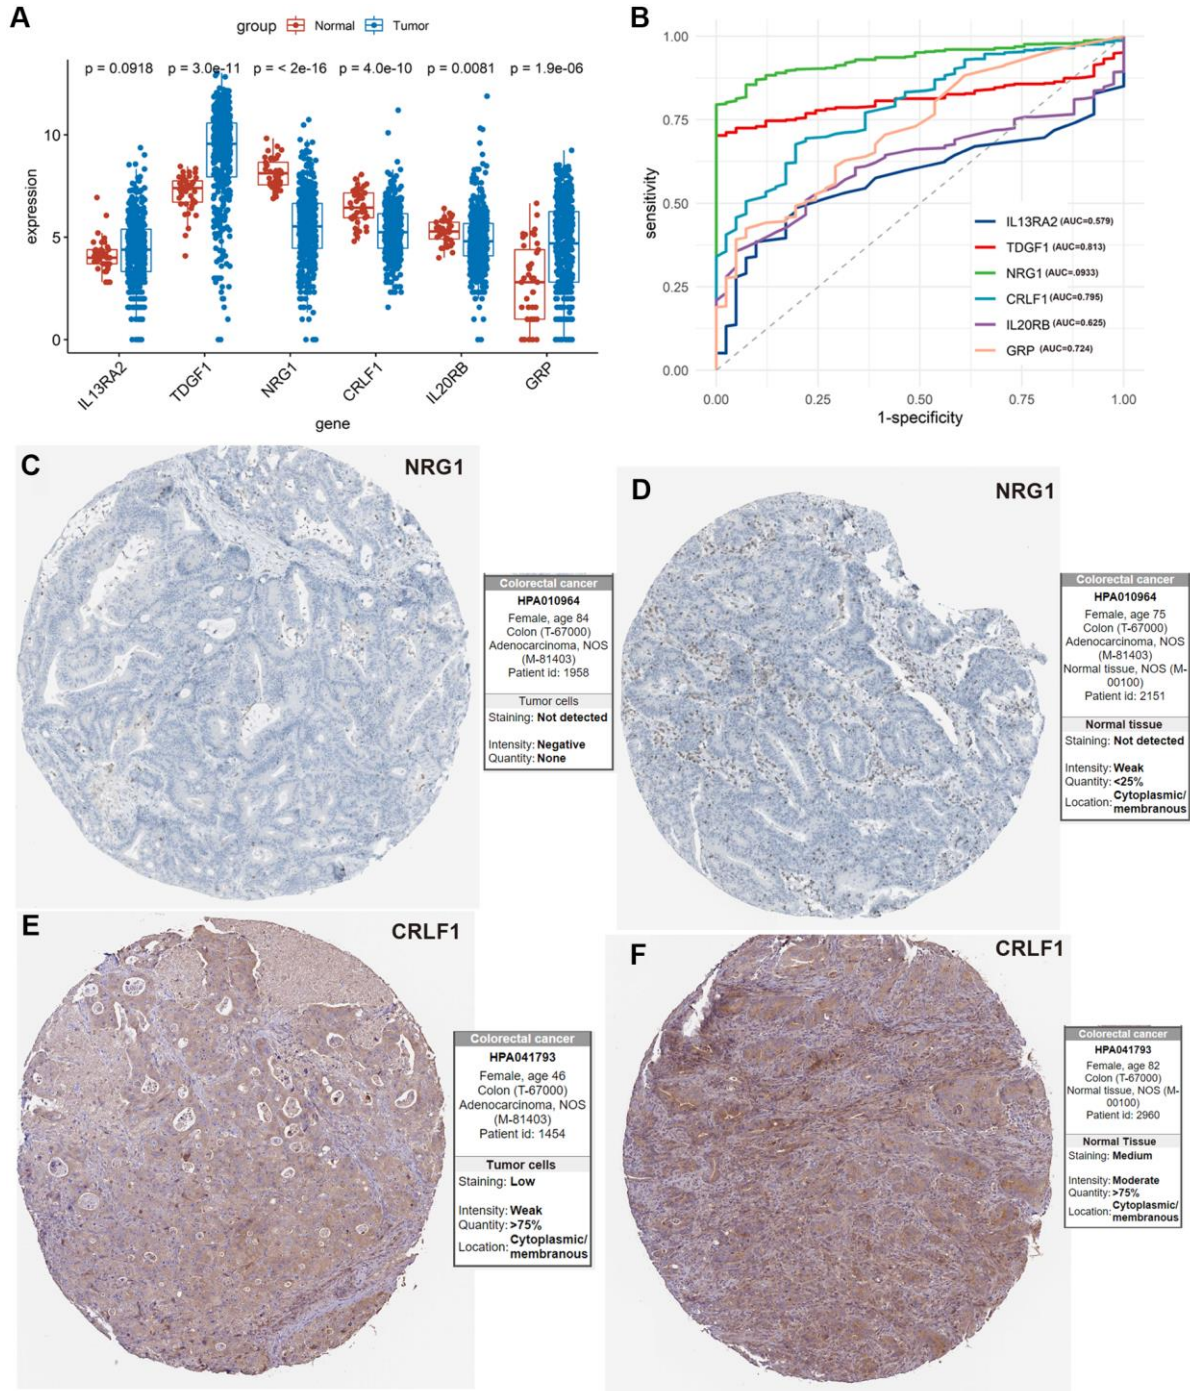 A
group Normal Tumor
p = 0.0918 p = 3.0e-11 p = < 2e-16 p = 4.0e-10 p = 0.0081 p = 1.9e-06
10
5
0
expression
IL13RA2 TDGF1 NRG1 CRLF1 IL20RB GRP
gene
B
1.00
0.75
0.50
0.25
0.00
sensitivity
IL13RA2 (AUC=0.579)
TDGF1 (AUC=0.813)
NRG1 (AUC=.0933)
CRLF1 (AUC=0.795)
IL20RB (AUC=0.625)
GRP (AUC=0.724)
0.00 0.25 0.50 0.75 1.00
1-specificity
C
NRG1
Colorectal cancer
HPA010964
Female, age 84
Colon (T-67000)
Adenocarcinoma, NOS
(M-81403)
Patient id: 1958
Tumor cells
Staining: Not detected
Intensity: Negative
Quantity: None
D
NRG1
Colorectal cancer
HPA010964
Female, age 75
Colon (T-67000)
Adenocarcinoma, NOS
(M-81403)
Normal tissue, NOS (M-
00100)
Patient id: 2151
Normal tissue
Staining: Not detected
Intensity: Weak
Quantity: <25%
Location: Cytoplasmic/
membranous
E
CRLF1
Colorectal cancer
HPA041793
Female, age 46
Colon (T-67000)
Adenocarcinoma, NOS
(M-81403)
Patient id: 1454
Tumor cells
Staining: Low
Intensity: Weak
Quantity: >75%
Location: Cytoplasmic/
membranous
F
CRLF1
Colorectal cancer
HPA041793
Female, age 82
Colon (T-67000)
Normal tissue, NOS (M-
00100)
Patient id: 2960
Normal Tissue
Staining: Medium
Intensity: Moderate
Quantity: >75%
Location: Cytoplasmic/
membranous